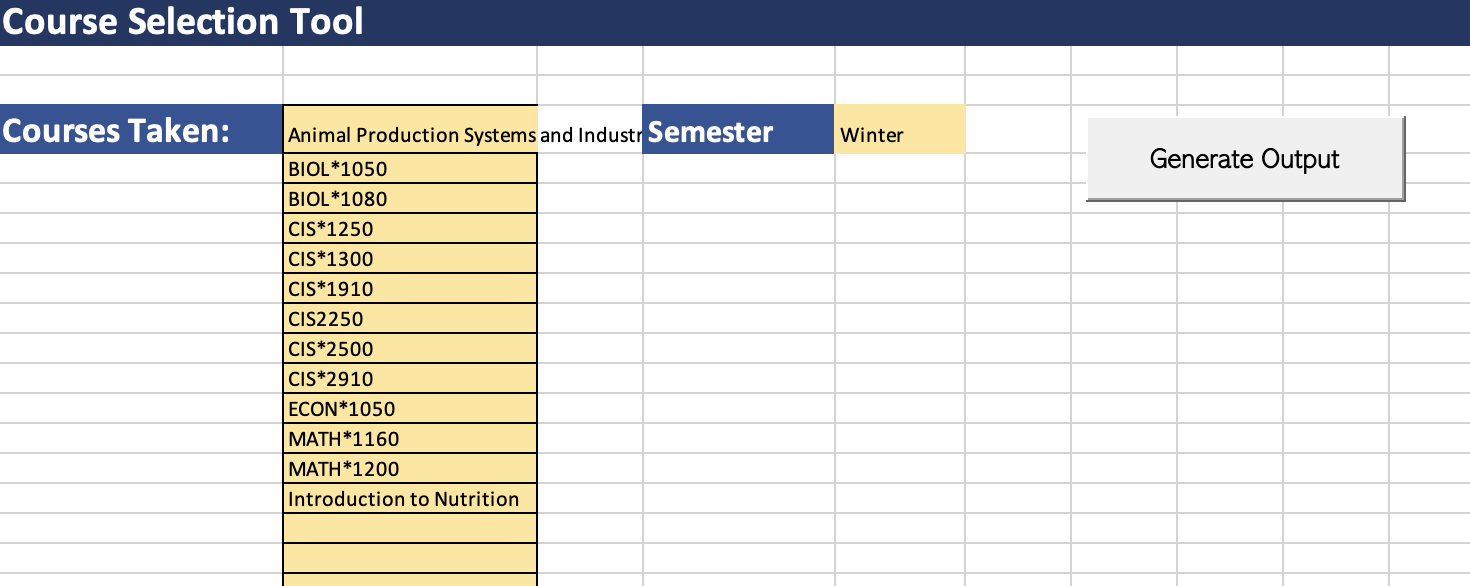 Course Selection Tool
Courses Taken: Animal Production Systems and Industr Semester Winter
Generate Output
BIOL*1050
BIOL*1080
CIS*1250
CIS*1300
CIS*1910
CIS2250
CIS*2500
CIS*2910
ECON*1050
MATH*1160
MATH*1200
Introduction to Nutrition